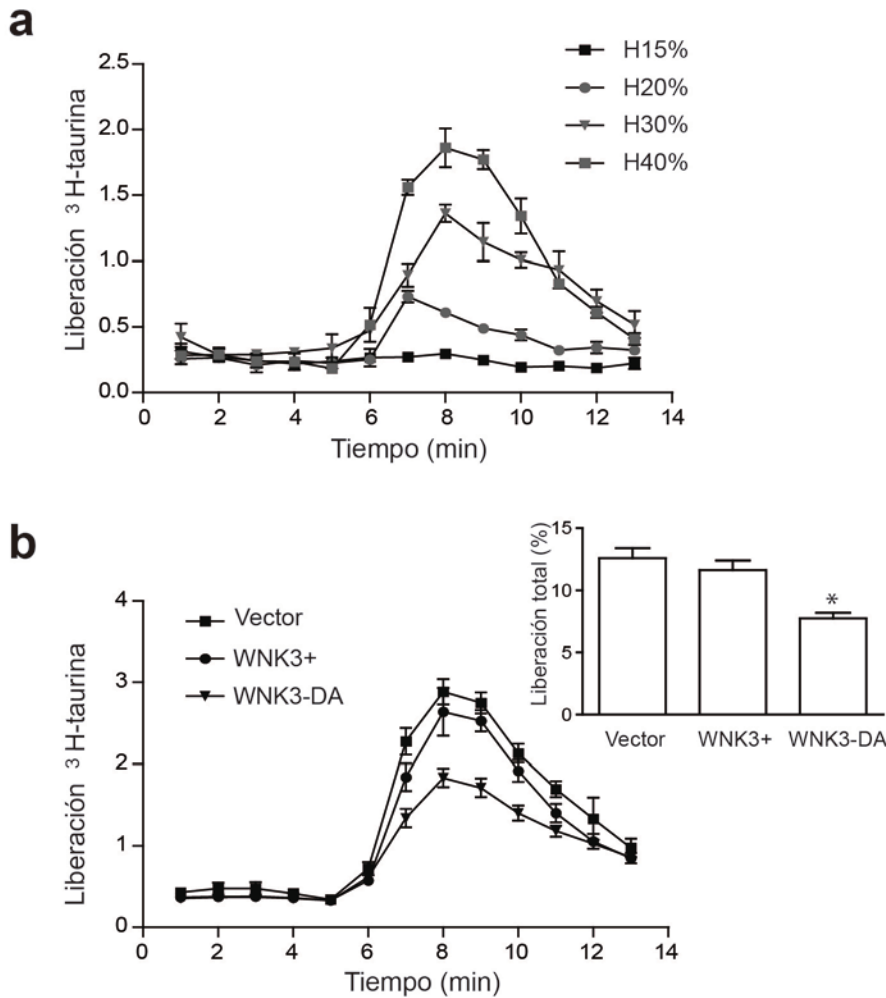 a
H15%
H20%
H30%
H40%
Liberación ³ H-taurina
2.5
2.0
1.5
1.0
0.5
0.0
0 2 4 6 8 10 12 14
Tiempo (min)
b
Vector
WNK3+
WNK3-DA
Liberación ³ H-taurina
4
3
2
1
0
0 2 4 6 8 10 12 14
Tiempo (min)
Liberación total (%)
15
10
5
0
*
Vector WNK3+ WNK3-DA